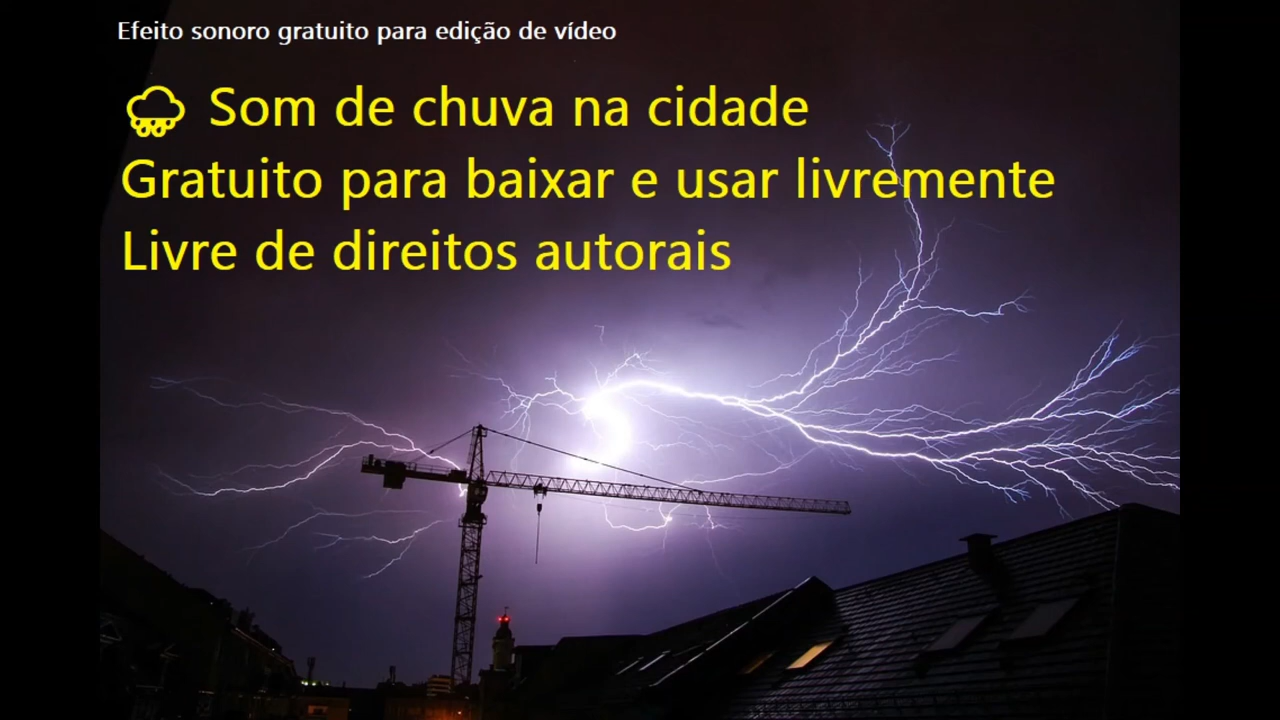 Efeito sonoro gratuito para edição de vídeo
Som de chuva na cidade
Gratuito para baixar e usar livremente
Livre de direitos autorais